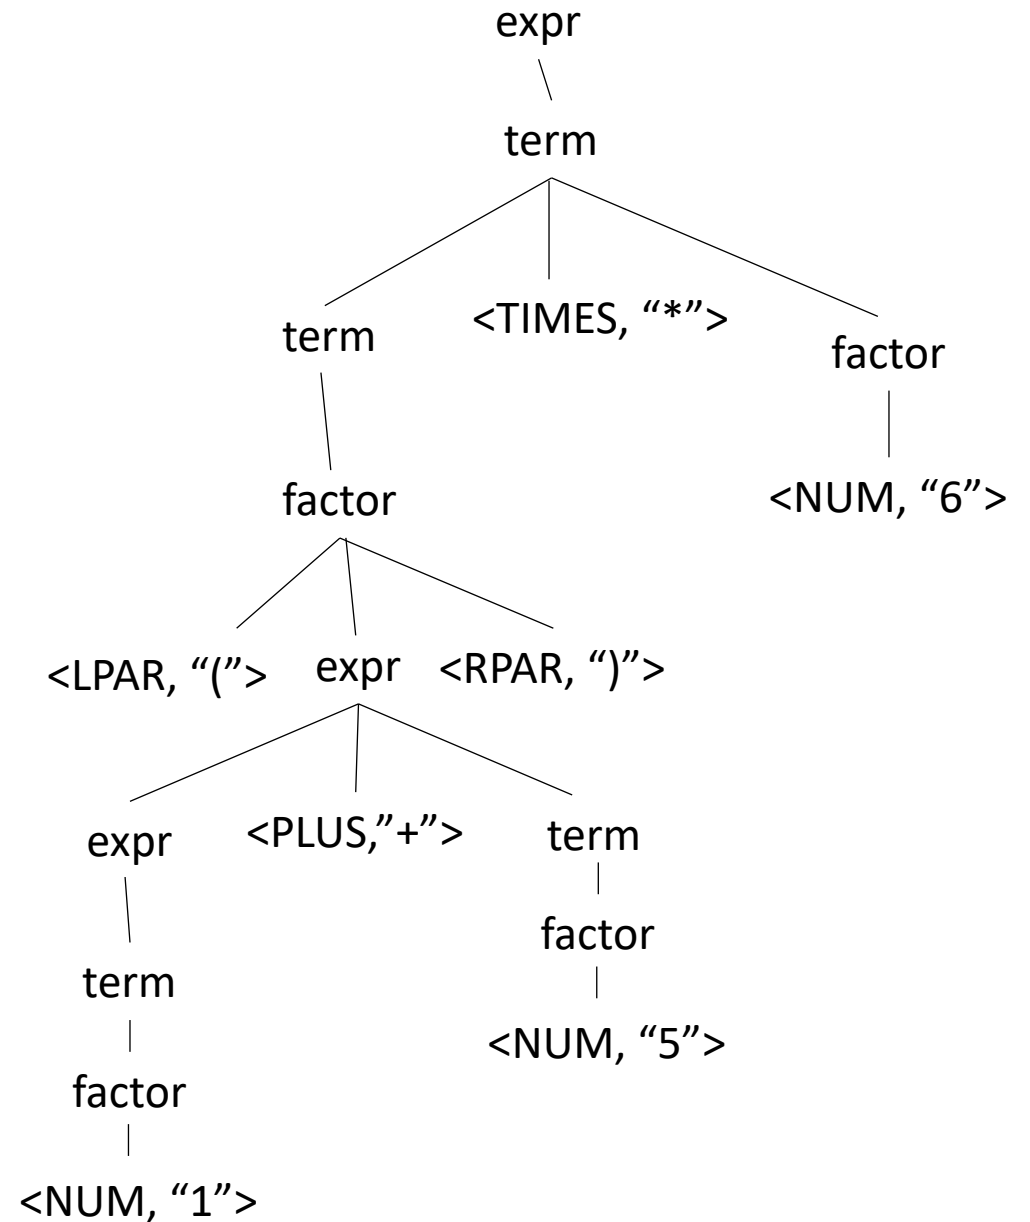 expr
term
term <TIMES, “*”> factor
factor <NUM, “6”>
<LPAR, “(”> expr <RPAR, “)”>
expr <PLUS,”+”> term
factor
term
<NUM, “5”>
factor
<NUM, “1”>